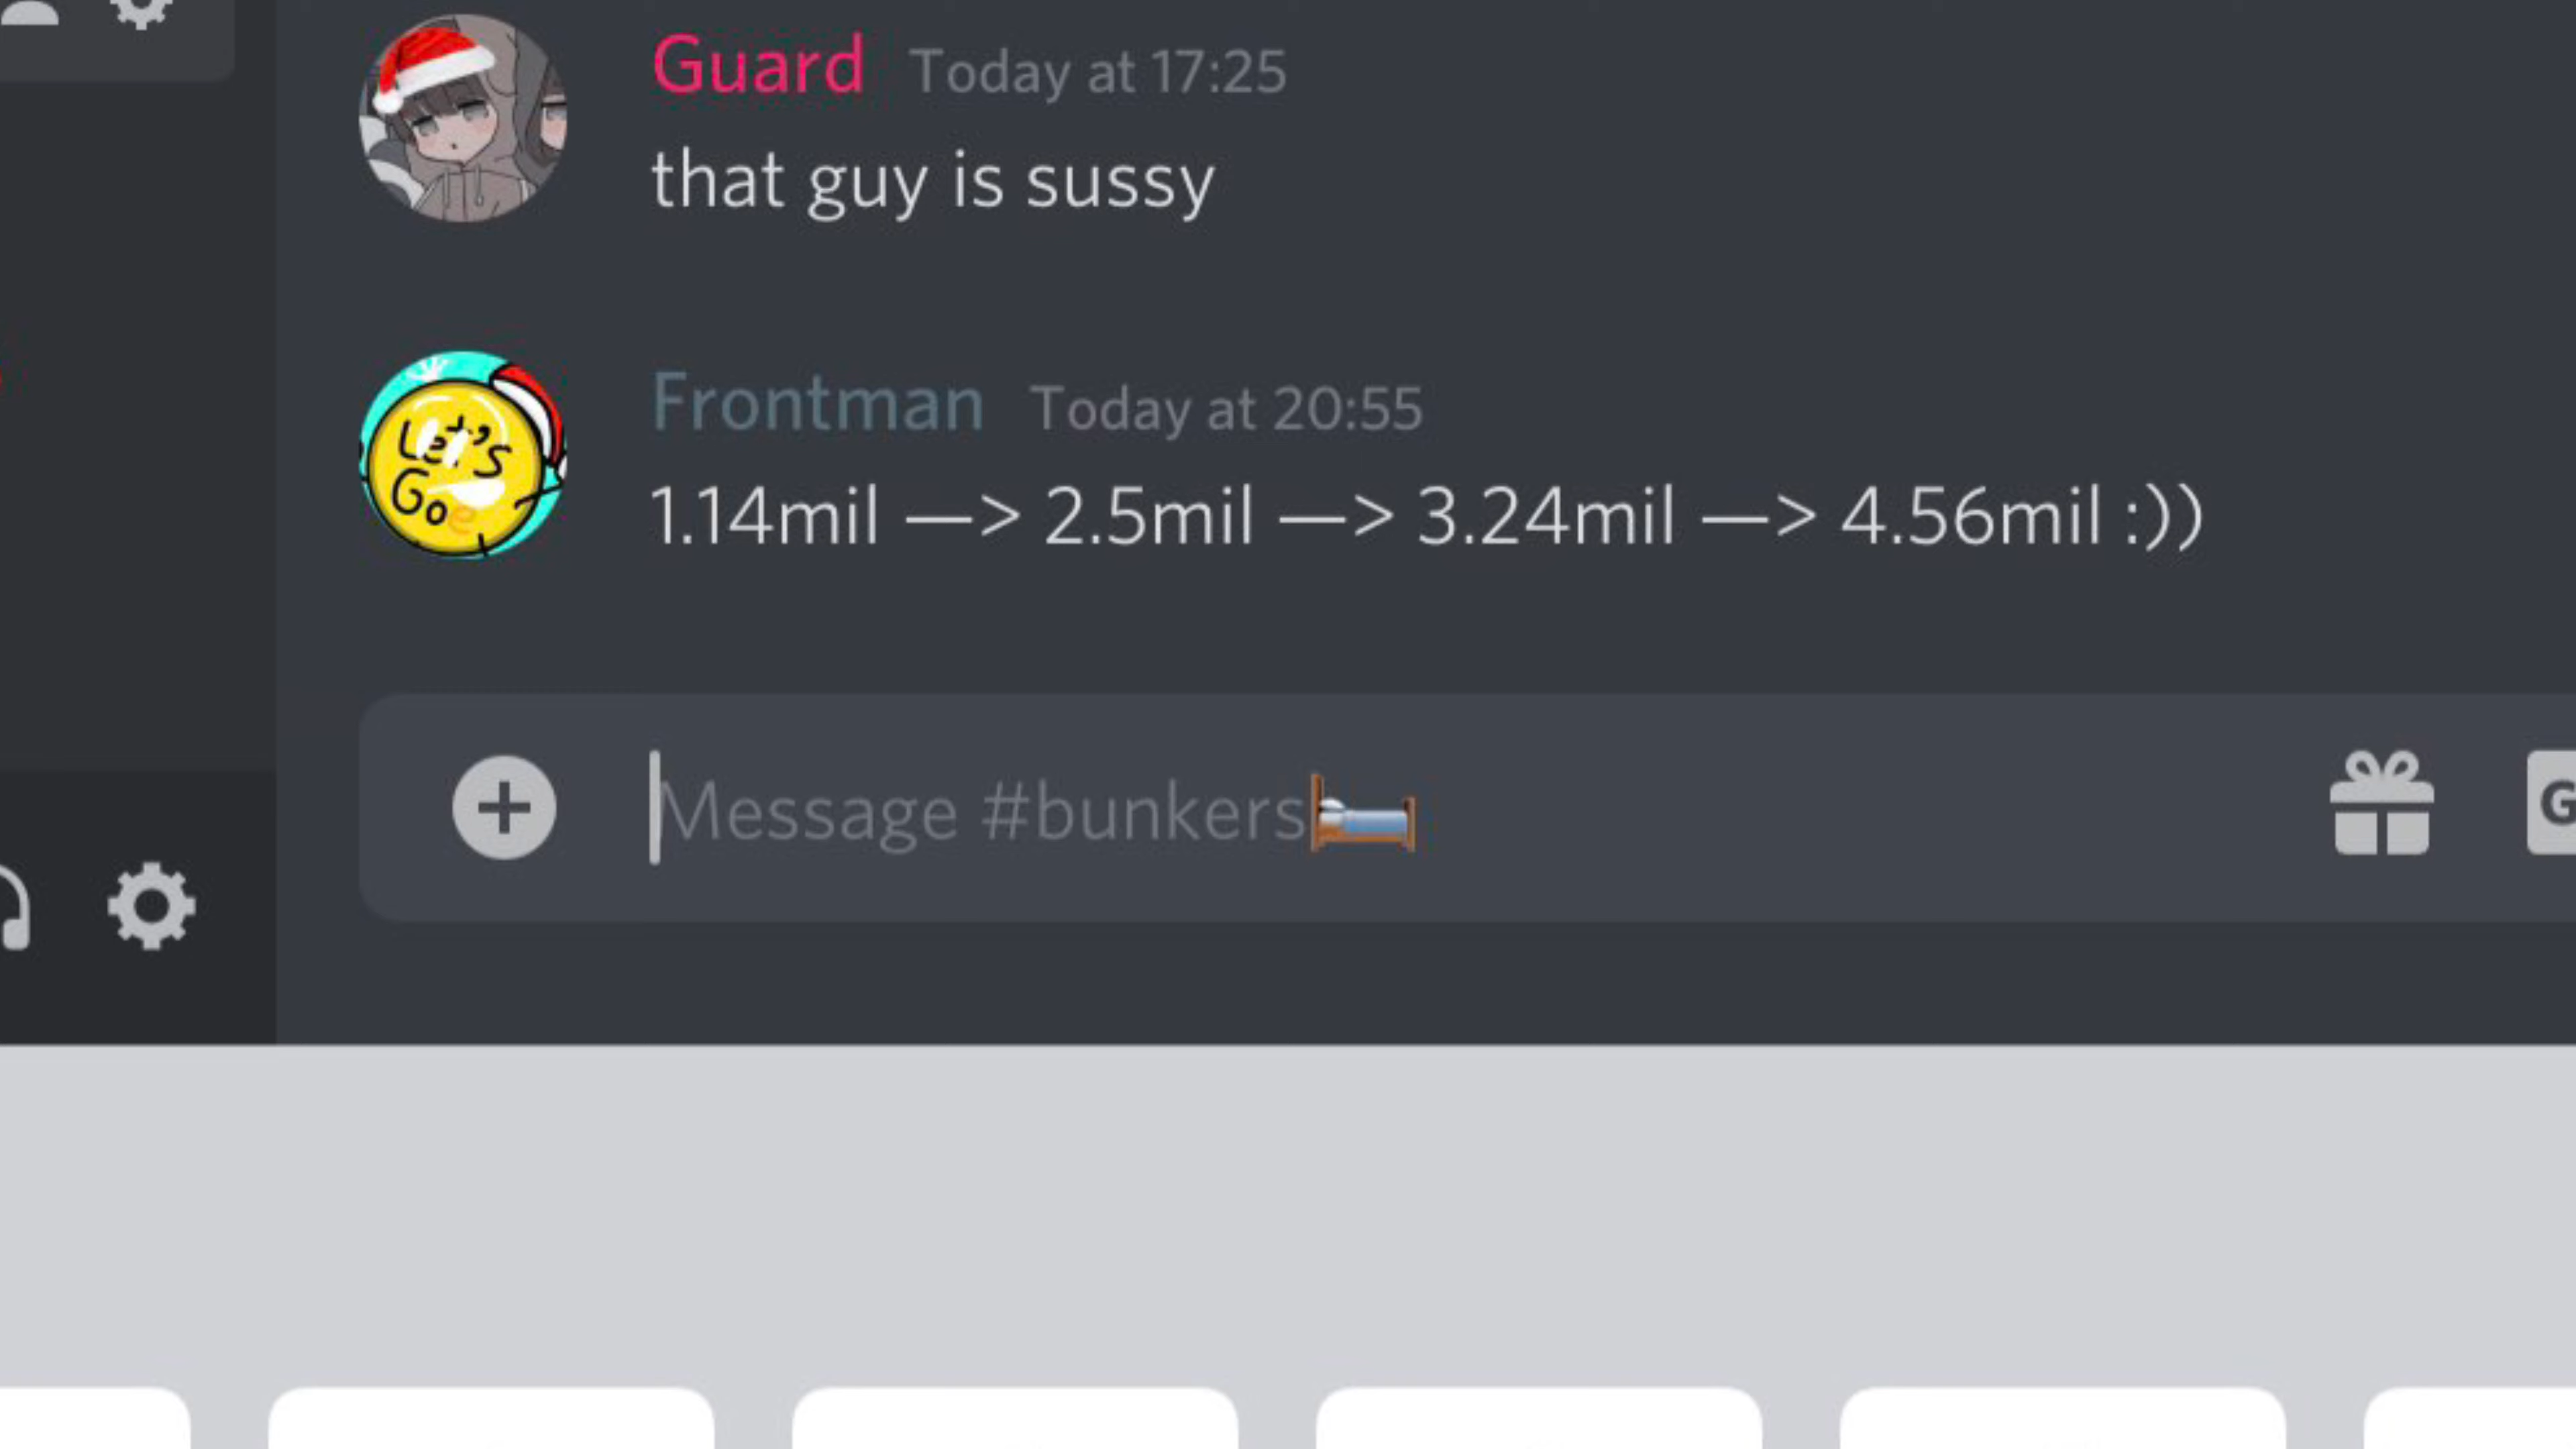 Guard Today at 17:25
that guy is sussy
LeT'S
Goe
Frontman Today at 20:55
1.14mil —> 2.5mil —> 3.24mil —> 4.56mil :))
Message #bunkers🛏️
G